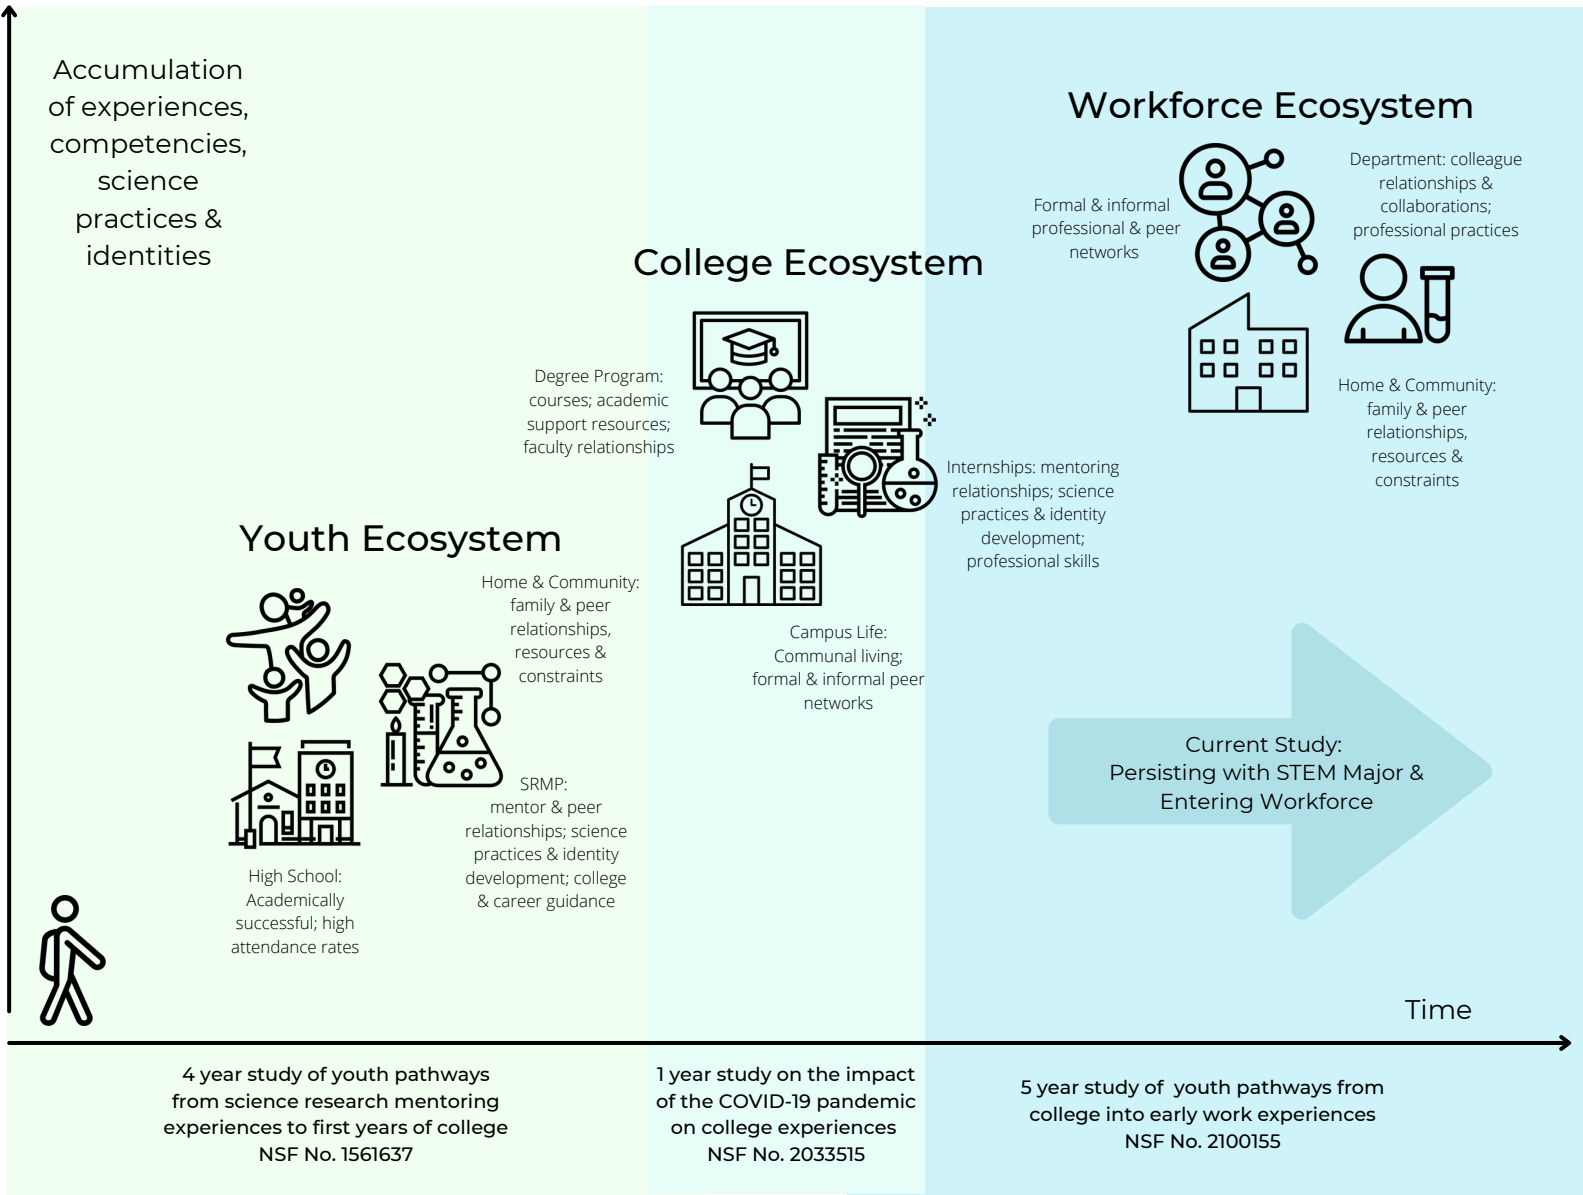 Accumulation
of experiences,
competencies,
science
practices &
identities
Workforce Ecosystem
Formal & informal
professional & peer
networks
Department: colleague
relationships &
collaborations;
professional practices
Home & Community:
family & peer
relationships,
resources &
constraints
College Ecosystem
Degree Program:
courses; academic
support resources;
faculty relationships
Internships: mentoring
relationships; science
practices & identity
development;
professional skills
Campus Life:
Communal living;
formal & informal peer
networks
Youth Ecosystem
Home & Community:
family & peer
relationships,
resources &
constraints
SRMP:
mentor & peer
relationships; science
practices & identity
development; college
& career guidance
High School:
Academically
successful; high
attendance rates
Current Study:
Persisting with STEM Major &
Entering Workforce
Time
4 year study of youth pathways
from science research mentoring
experiences to first years of college
NSF No. 1561637
1 year study on the impact
of the COVID-19 pandemic
on college experiences
NSF No. 2033515
5 year study of youth pathways from
college into early work experiences
NSF No. 2100155